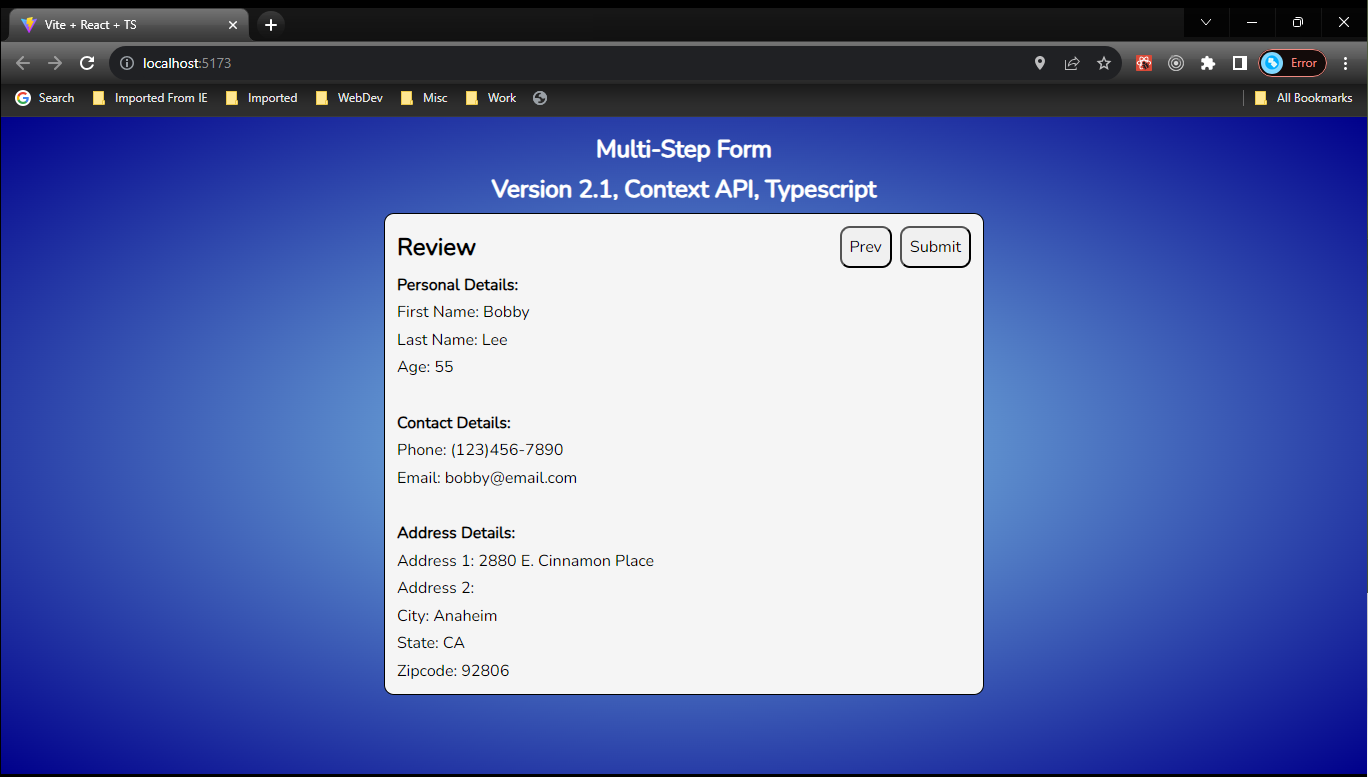 Vite + React + TS
localhost:5173
Error
Search Imported From IE Imported WebDev Misc Work All Bookmarks
Multi-Step Form
Version 2.1, Context API, Typescript
Review Prev Submit
Personal Details:
First Name: Bobby
Last Name: Lee
Age: 55
Contact Details:
Phone: (123)456-7890
Email: bobby@email.com
Address Details:
Address 1: 2880 E. Cinnamon Place
Address 2:
City: Anaheim
State: CA
Zipcode: 92806